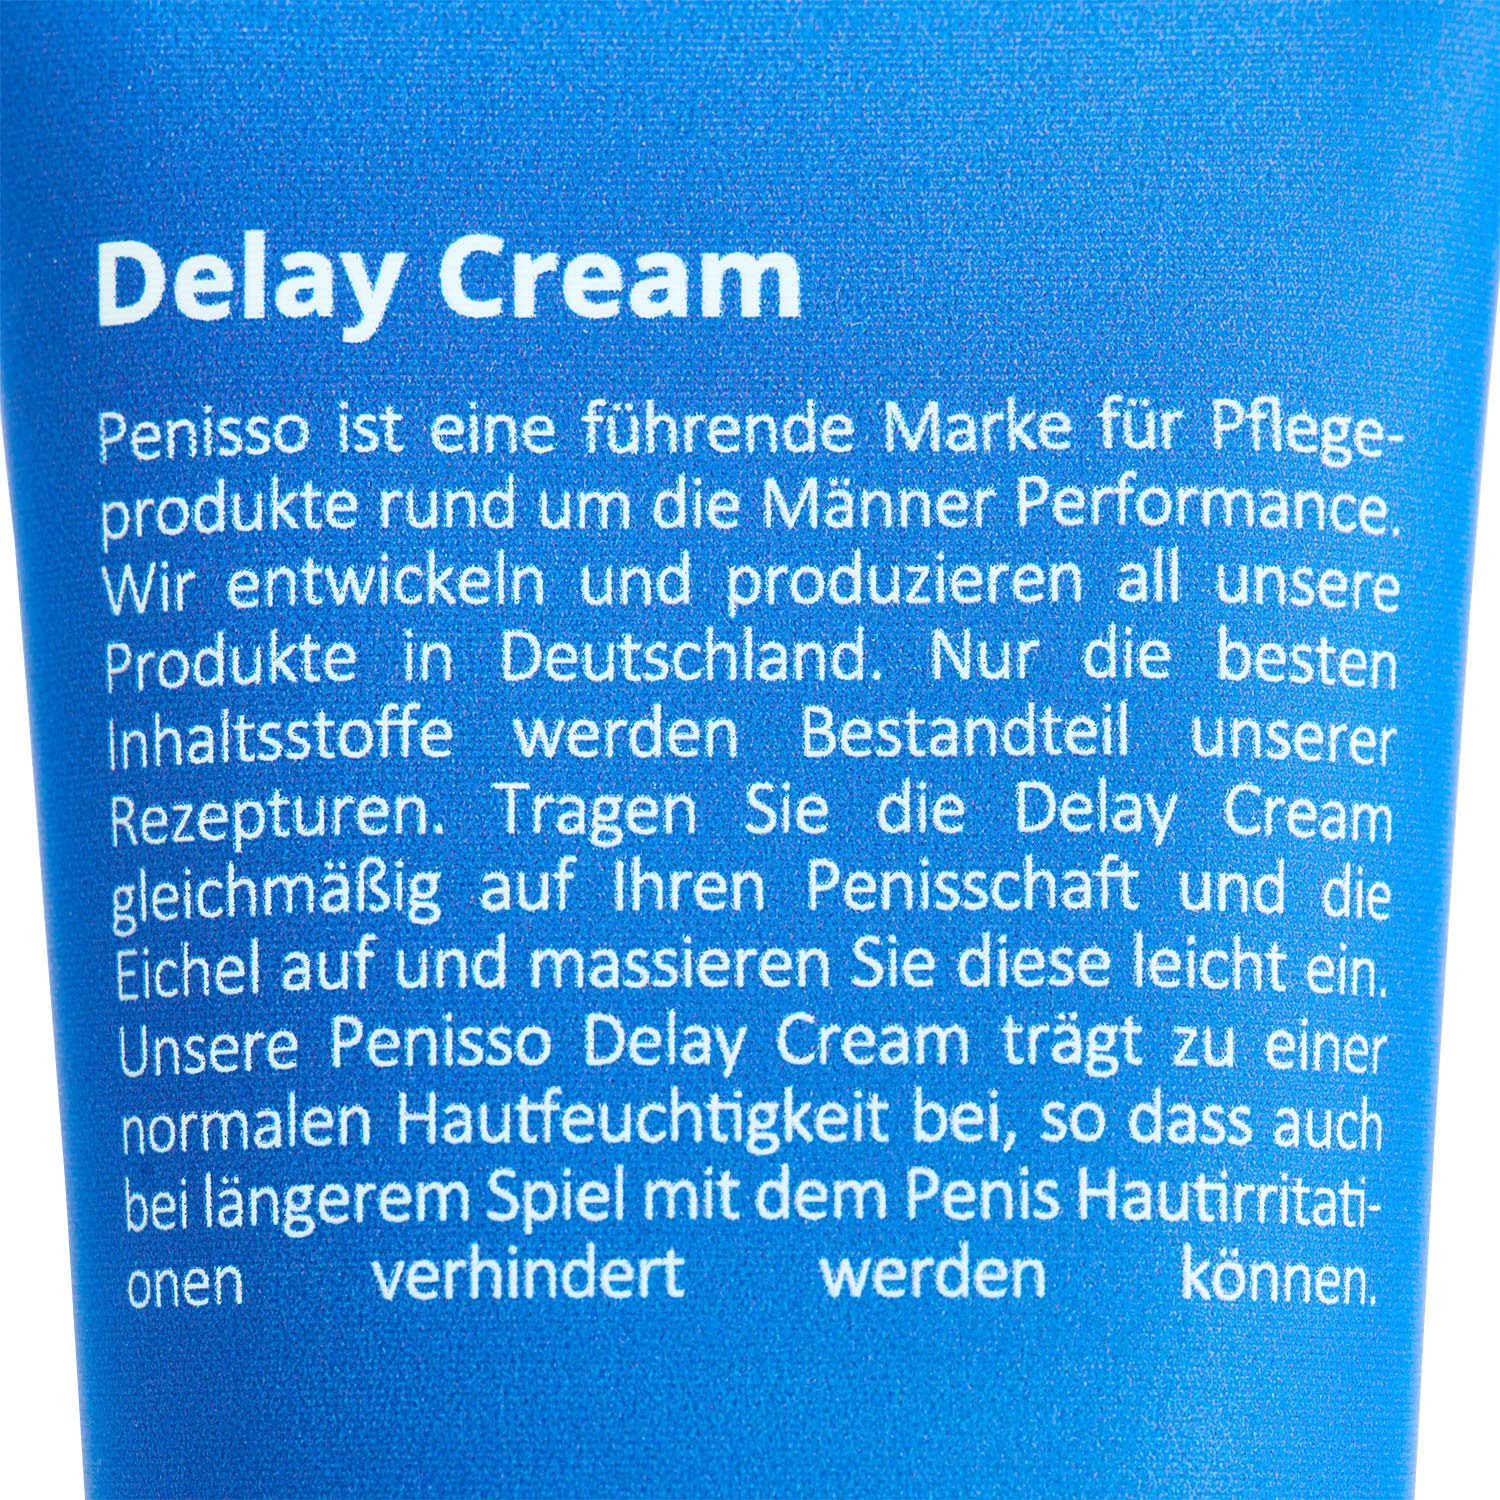 Delay Cream
Penisso ist eine führende Marke für Pflege-
produkte rund um die Männer Performance.
Wir entwickeln und produzieren all unsere
Produkte in Deutschland. Nur die besten
Inhaltsstoffe werden Bestandteil unserer
Rezepturen. Tragen Sie die Delay Cream
gleichmäßig auf Ihren Penisschaft und die
Eichel auf und massieren Sie diese leicht ein.
Unsere Penisso Delay Cream trägt zu einer
normalen Hautfeuchtigkeit bei, so dass auch
bei längerem Spiel mit dem Penis Hautirritati-
onen verhindert werden können.